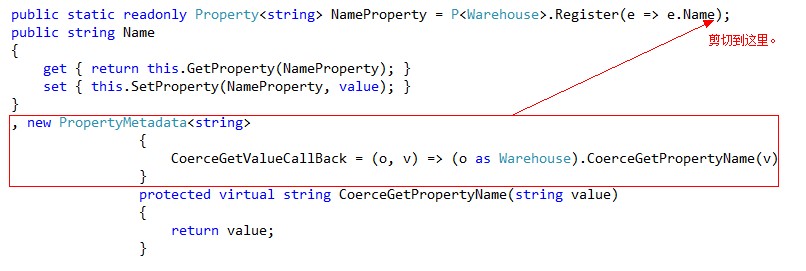 public static readonly Property<string> NameProperty = P<Warehouse>.Register(e => e.Name);
public string Name
剪切到这里。
{
    get { return this.GetProperty(NameProperty); }
    set { this.SetProperty(NameProperty, value); }
}
, new PropertyMetadata<string>
                {
                    CoerceGetValueCallBack = (o, v) => (o as Warehouse).CoerceGetPropertyName(v)
                }
                protected virtual string CoerceGetPropertyName(string value)
                {
                    return value;
                }